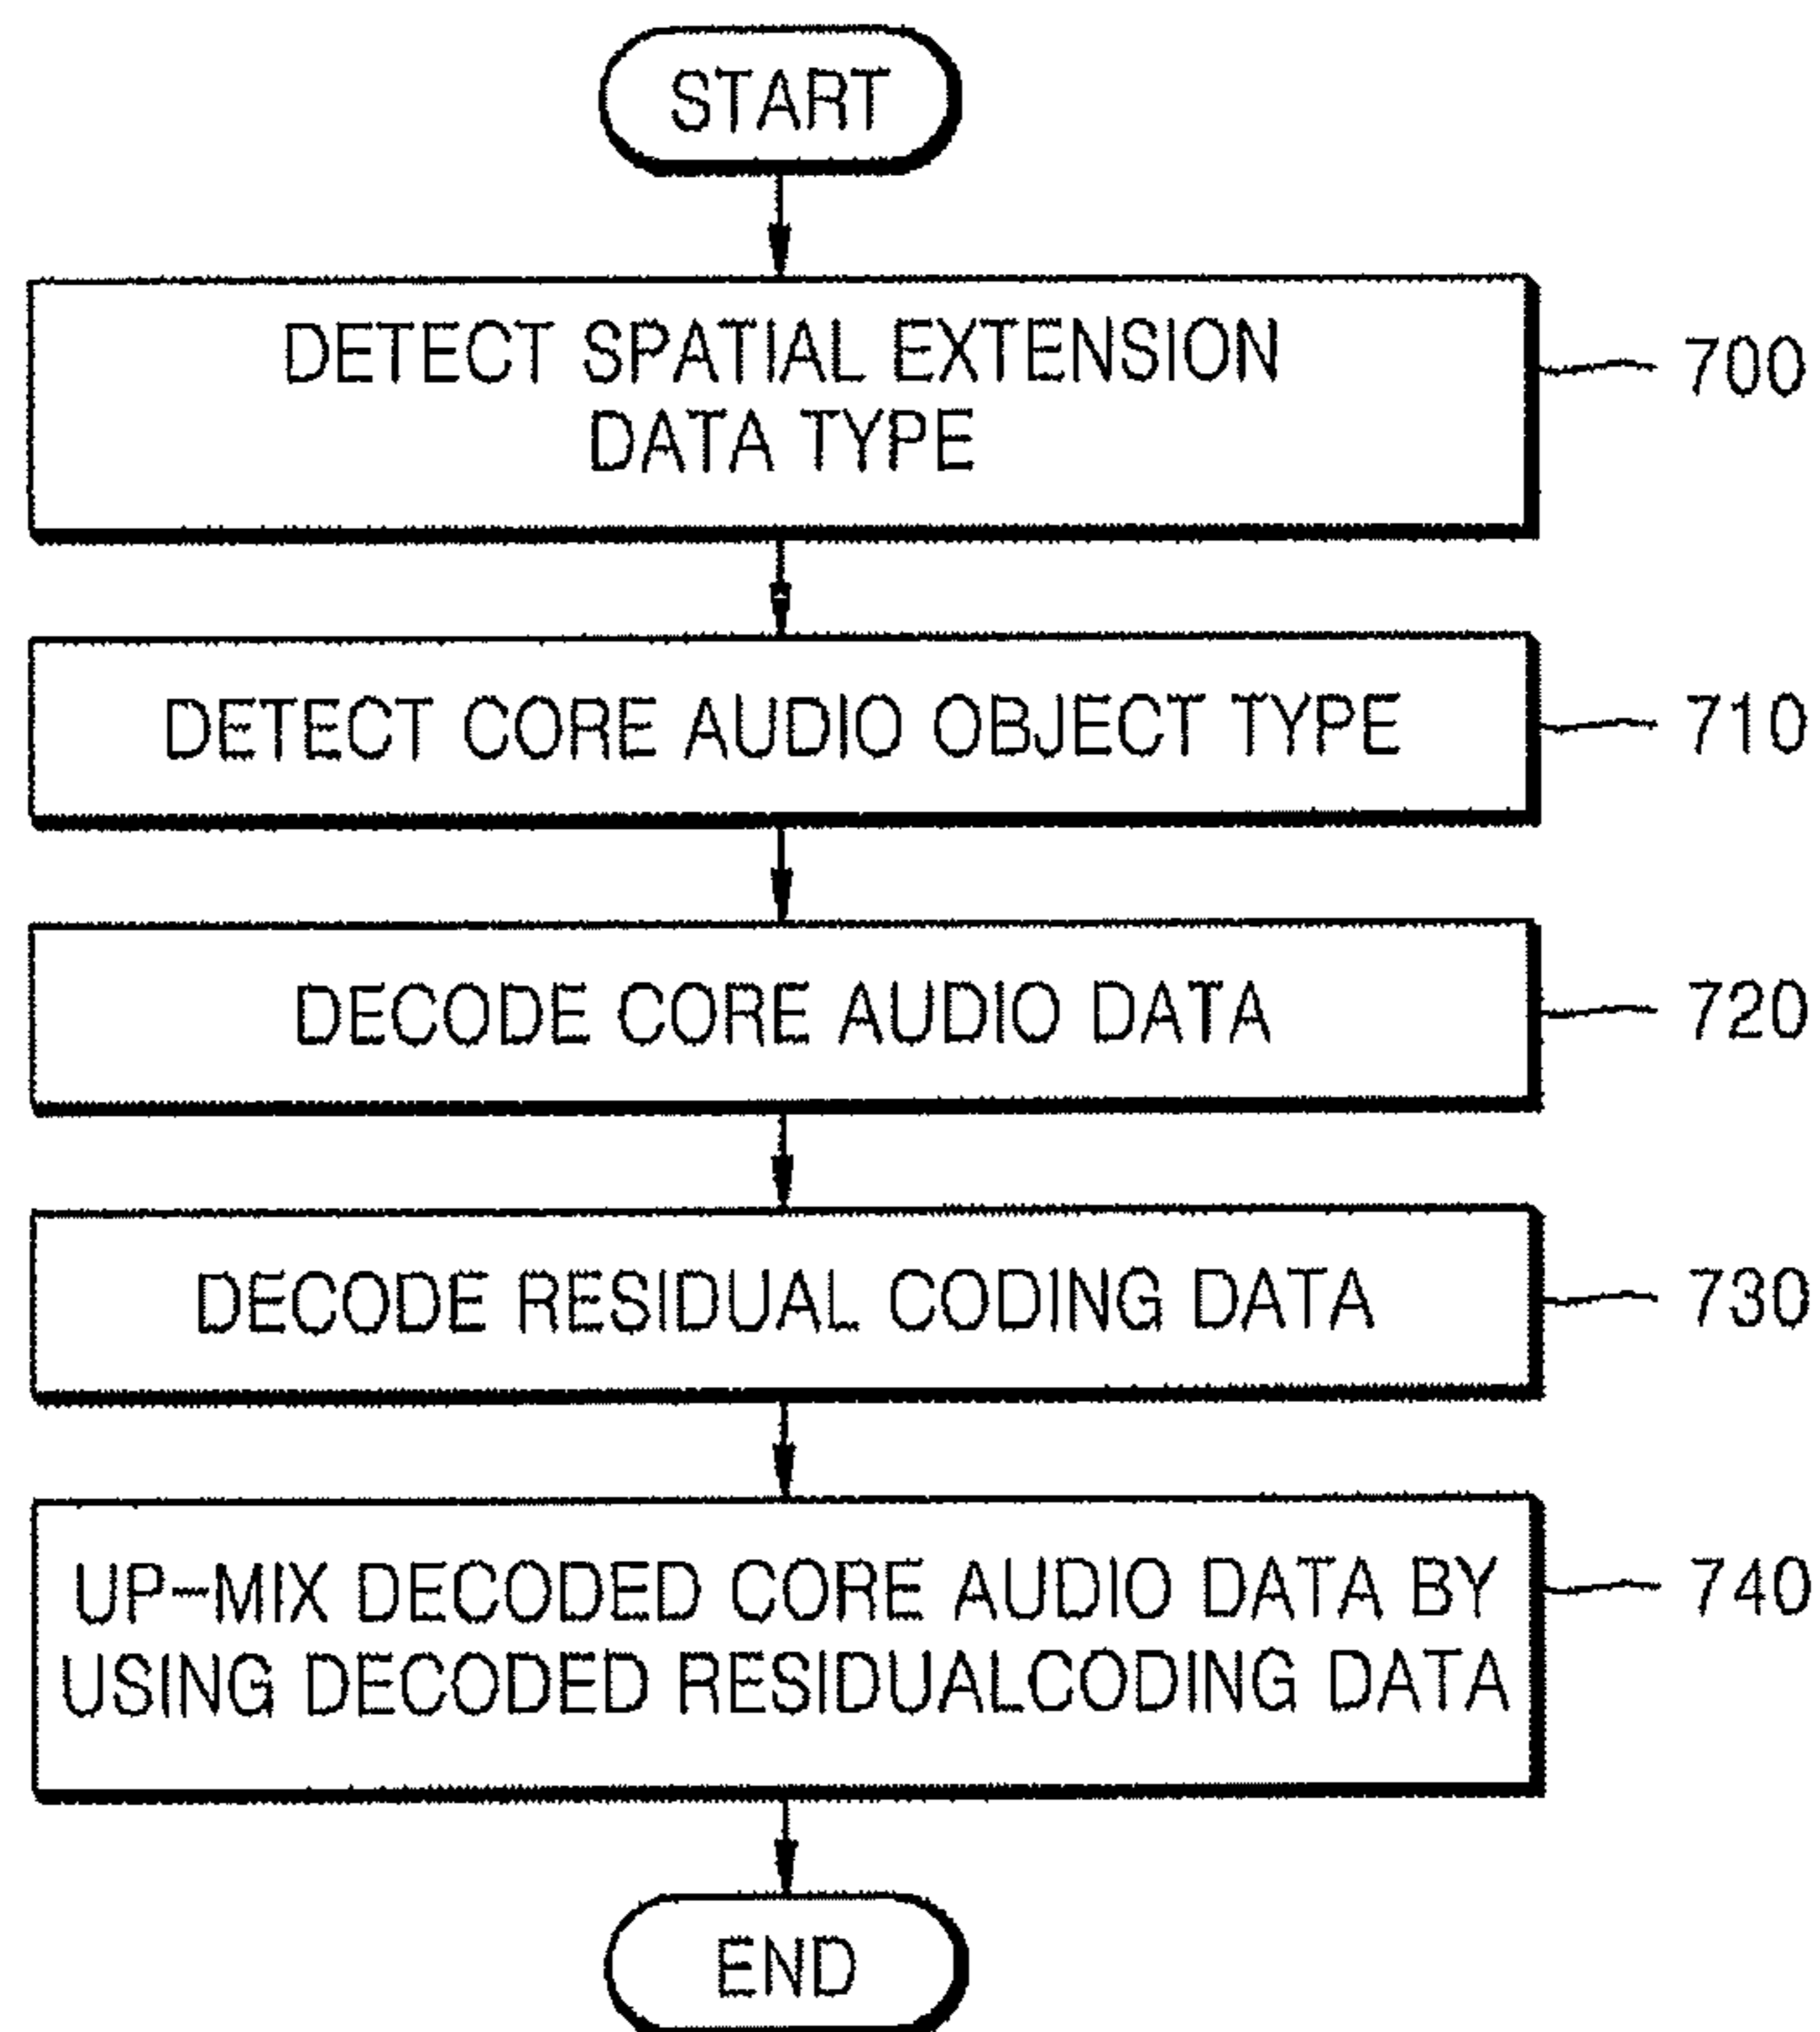 START
DETECT SPATIAL EXTENSION
DATA TYPE
700
DETECT CORE AUDIO OBJECT TYPE
710
DECODE CORE AUDIO DATA
720
DECODE RESIDUAL CODING DATA
730
UP-MIX DECODED CORE AUDIO DATA BY
USING DECODED RESIDUALCODING DATA
740
END